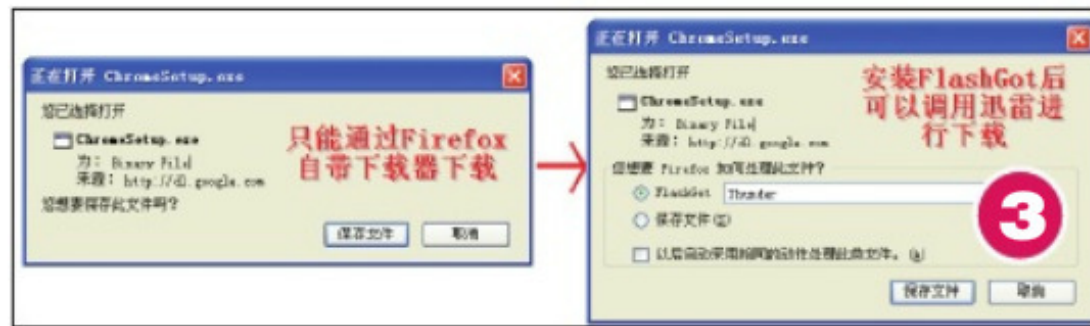 正在打开 ChromeSetup.exe
您已选择打开
ChromeSetup.exe
为: Binary File
来源: http://dl.google.com
您想要保存此文件吗?
保存文件 取消
只能通过Firefox
自带下载器下载
正在打开 ChromeSetup.exe
您已选择打开
ChromeSetup.exe
为: Binary File
来源: http://dl.google.com
您想要 Firefox 如何处理此文件?
FlashGot Thunder
保存文件(S)
以后自动采用相同的动作处理此类文件。(A)
保存文件 取消
安装FlashGot后
可以调用迅雷进
行下载
3